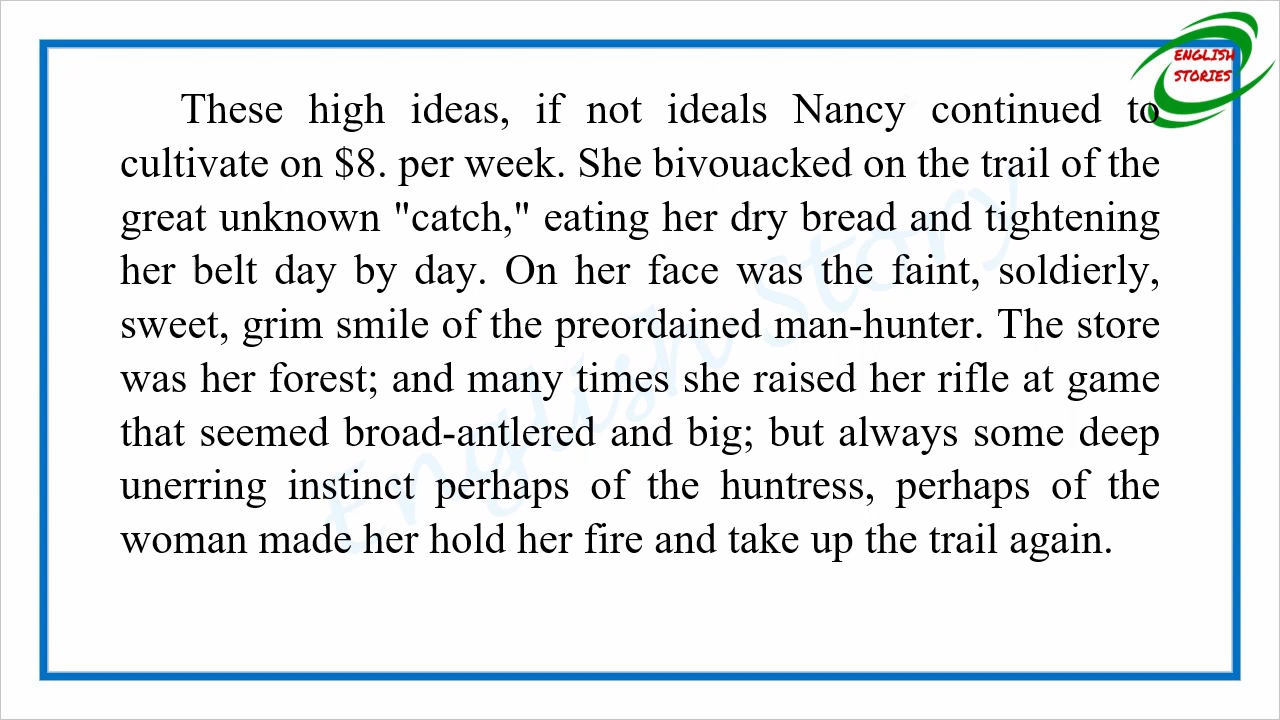 ENGLISH
STORIES
These high ideas, if not ideals Nancy continued to
cultivate on $8. per week. She bivouacked on the trail of the
great unknown "catch," eating her dry bread and tightening
her belt day by day. On her face was the faint, soldierly,
sweet, grim smile of the preordained man-hunter. The store
was her forest; and many times she raised her rifle at game
that seemed broad-antlered and big; but always some deep
unerring instinct perhaps of the huntress, perhaps of the
woman made her hold her fire and take up the trail again.
English Story